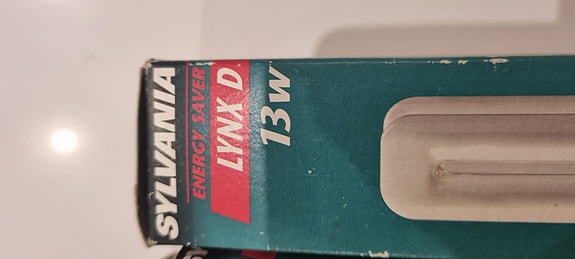 SYLVANIA
ENERGY SAVER
LYNX D
13W